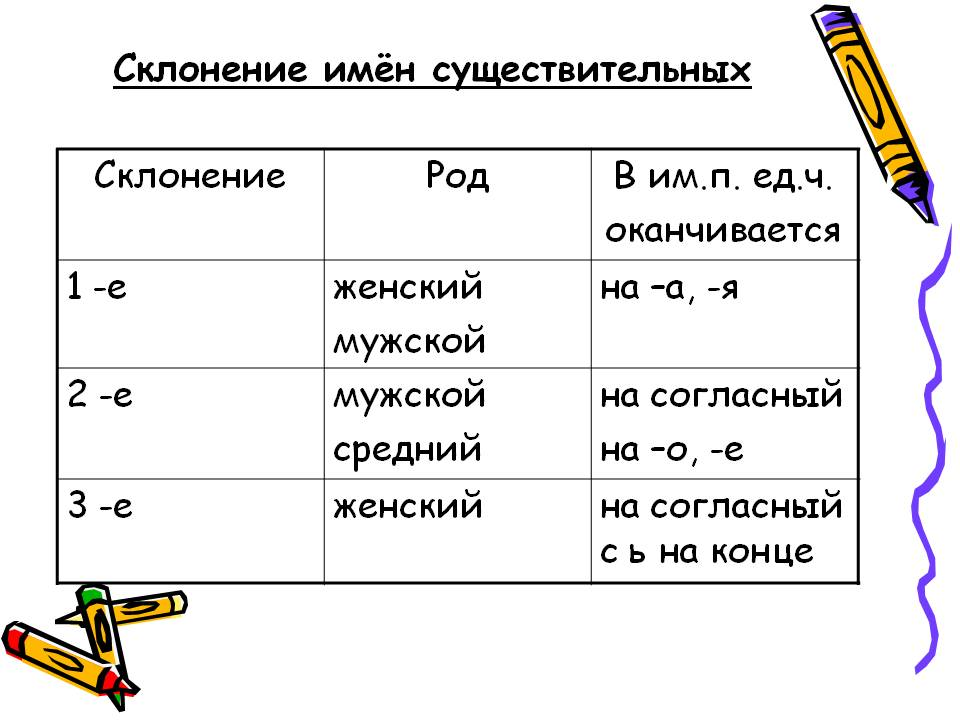 Склонение имён существительных
Склонение Род В им.п. ед.ч.
оканчивается
1 -е женский на –а, -я
мужской
2 -е мужской на согласный
средний на –о, -е
3 -е женский на согласный
с ь на конце